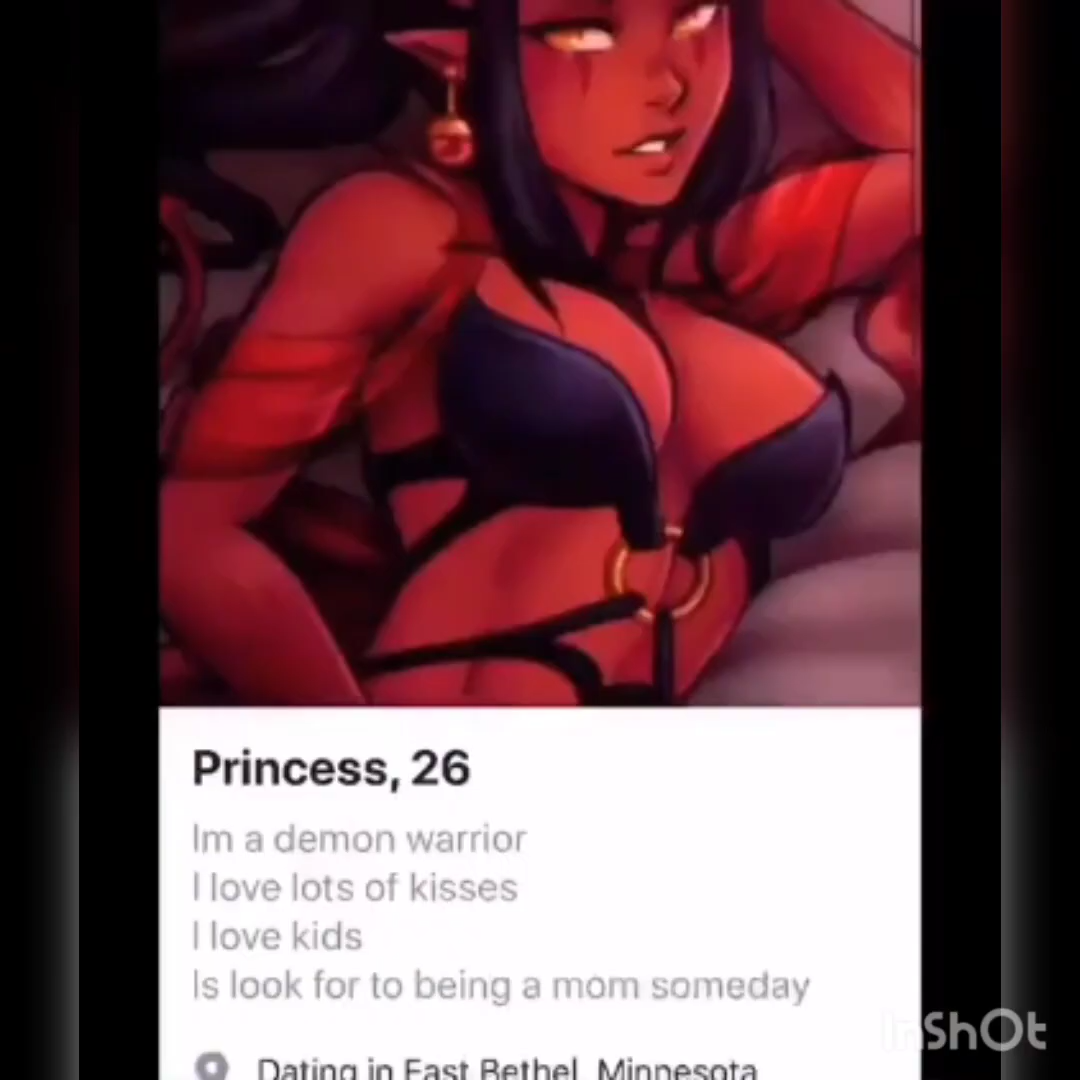 Princess, 26
Im a demon warrior
I love lots of kisses
I love kids
Is look for to being a mom someday
Dating in East Bethel, Minnesota
InShOt